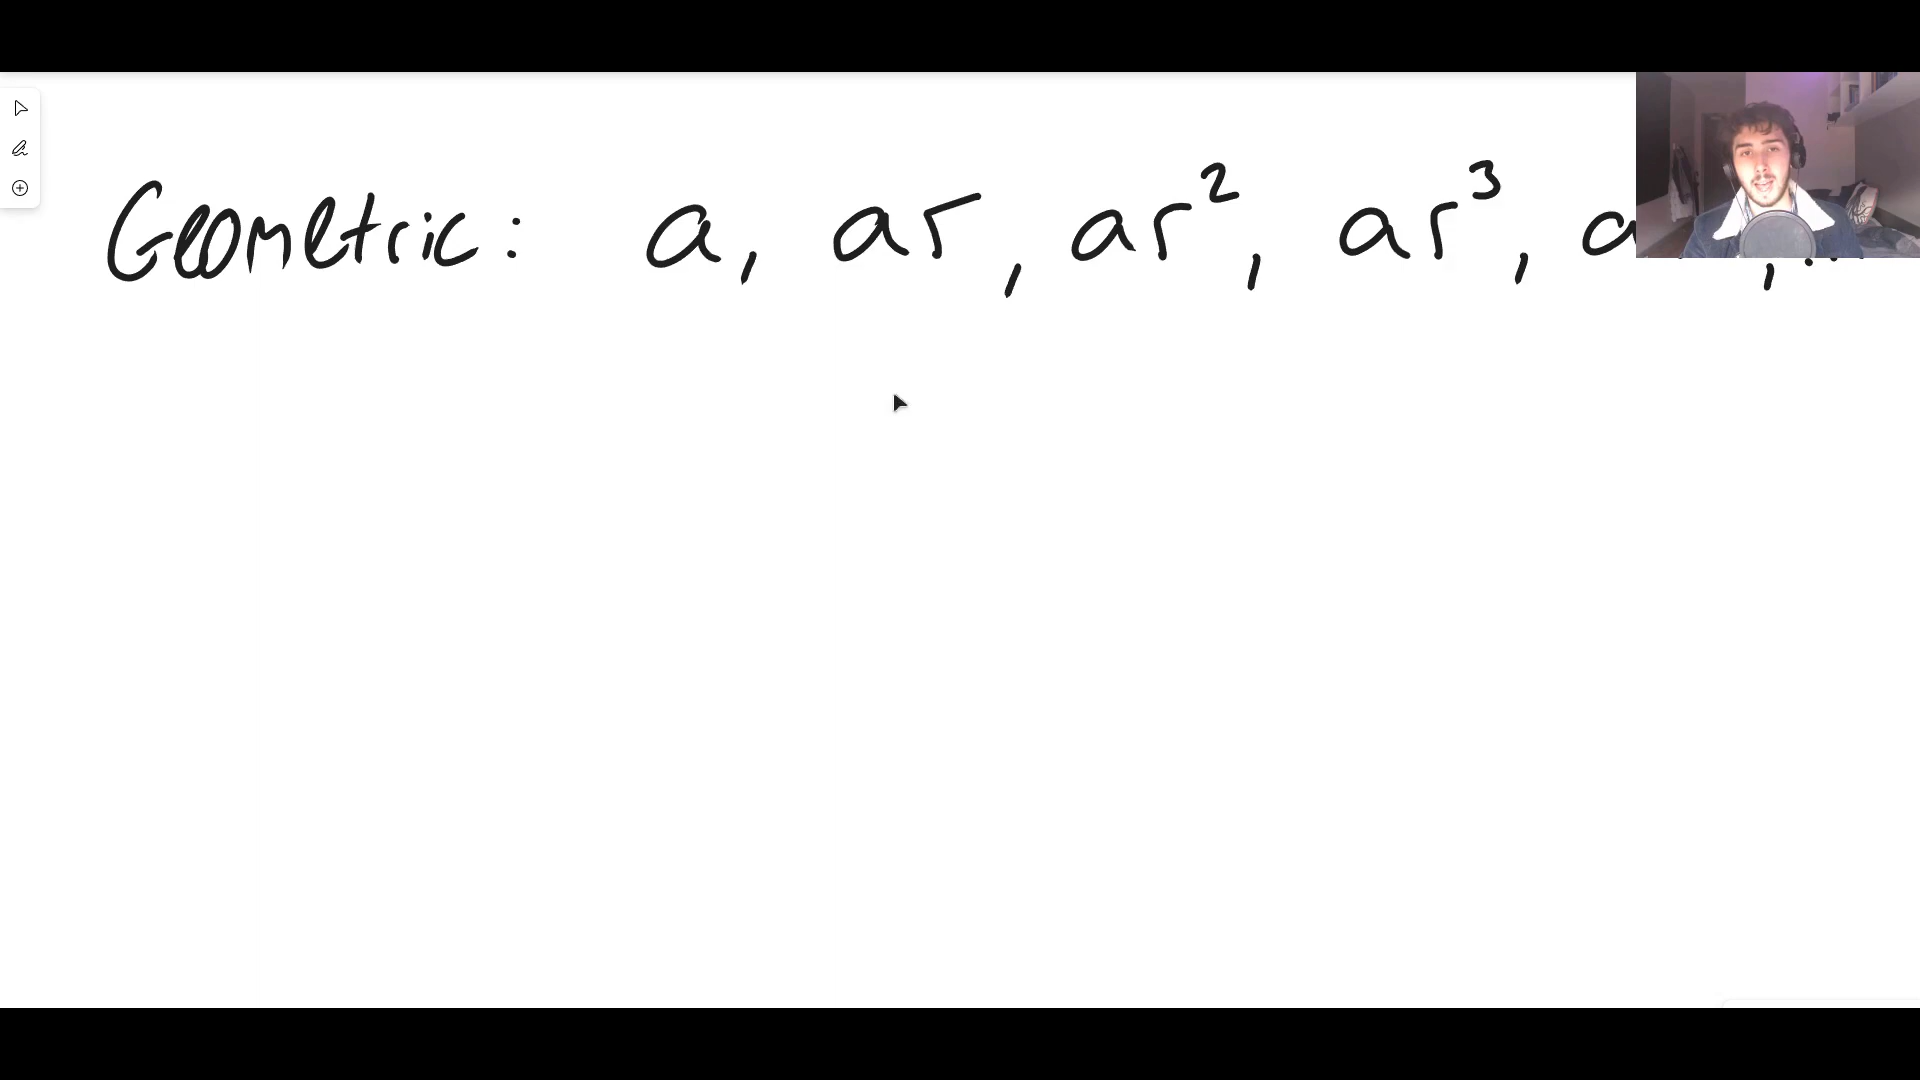 Geometric: a, ar, ar², ar³, a , ...